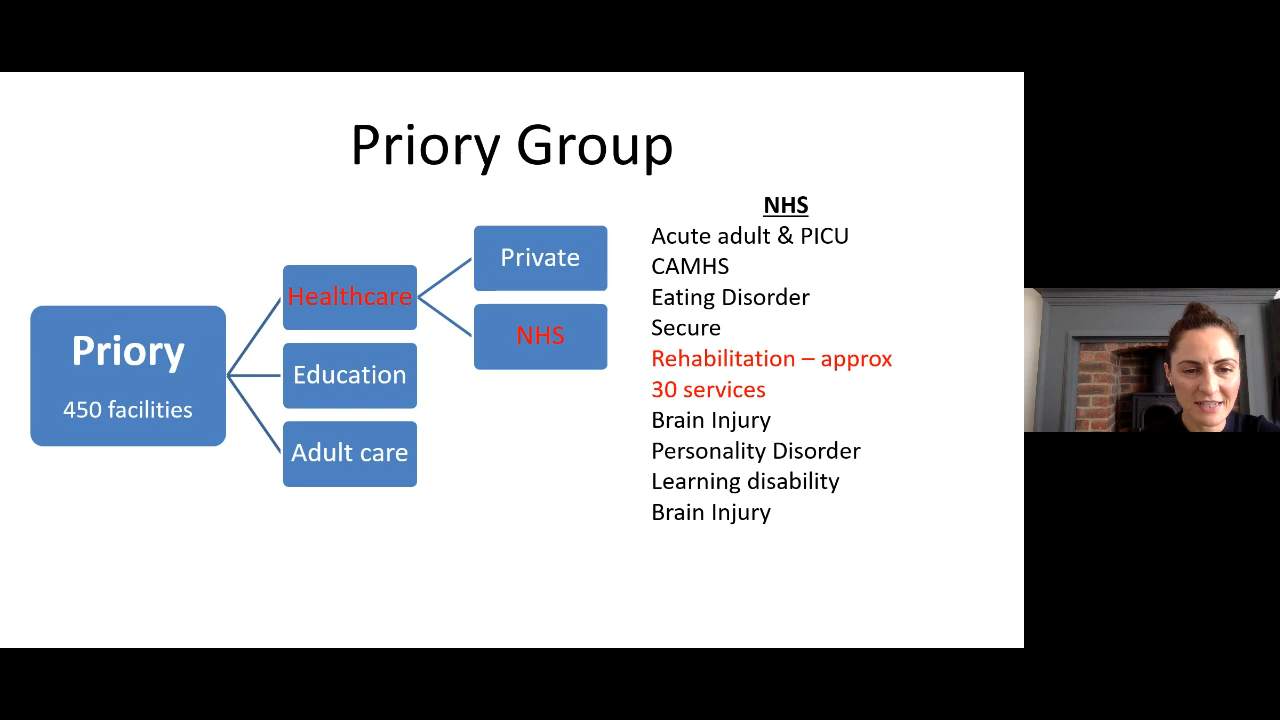 Priory Group
Priory
450 facilities
Healthcare
Education
Adult care
Private
NHS
NHS
Acute adult & PICU
CAMHS
Eating Disorder
Secure
Rehabilitation – approx
30 services
Brain Injury
Personality Disorder
Learning disability
Brain Injury